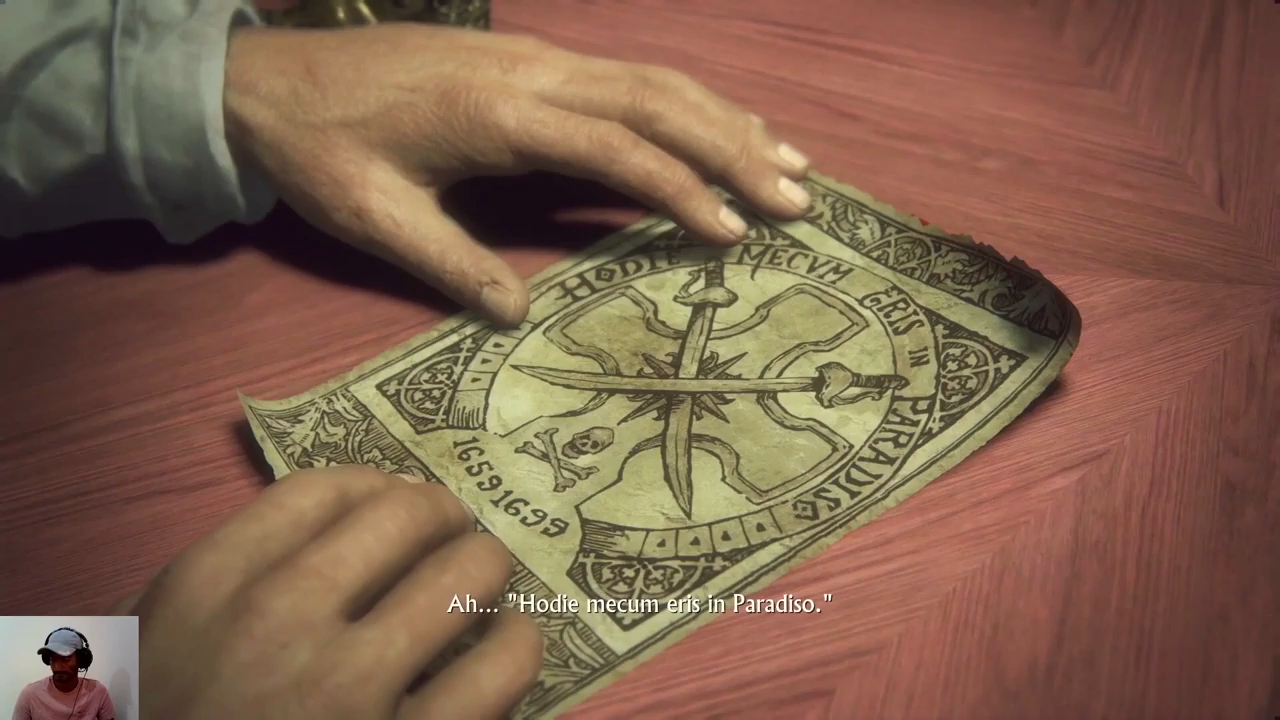 HODIE MECVM ERIS IN PARADISO
16591699
Ah... "Hodie mecum eris in Paradiso."